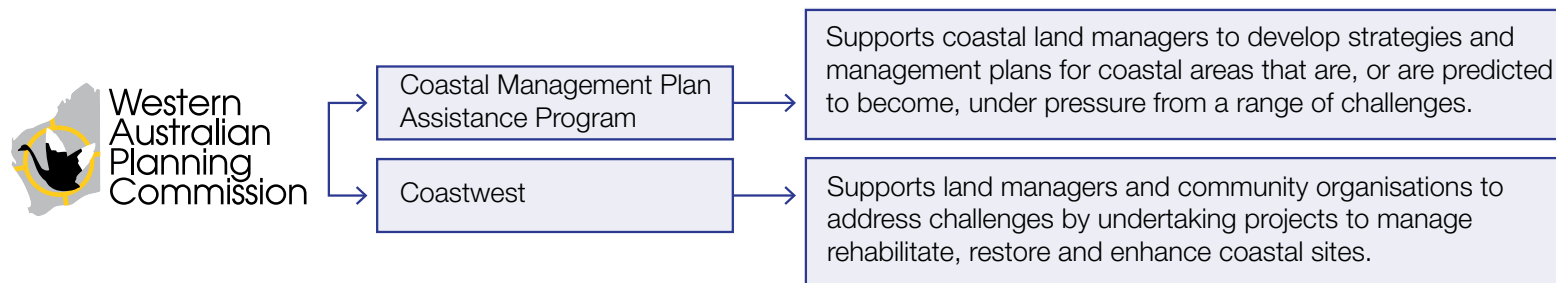 Western
Australian
Planning
Commission
Coastal Management Plan
Assistance Program
Supports coastal land managers to develop strategies and
management plans for coastal areas that are, or are predicted
to become, under pressure from a range of challenges.
Coastwest
Supports land managers and community organisations to
address challenges by undertaking projects to manage
rehabilitate, restore and enhance coastal sites.